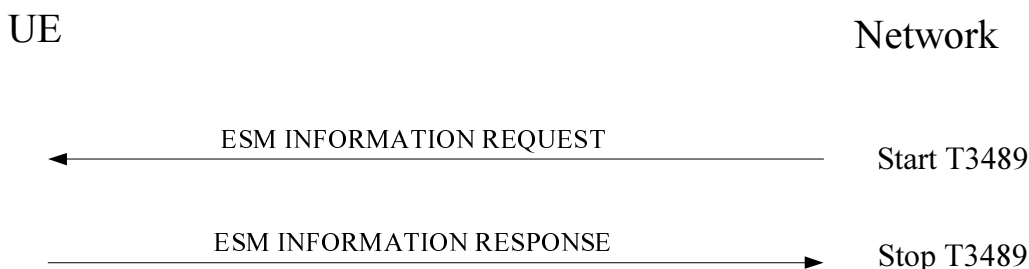 UE
Network
ESM INFORMATION REQUEST
Start T3489
ESM INFORMATION RESPONSE
Stop T3489